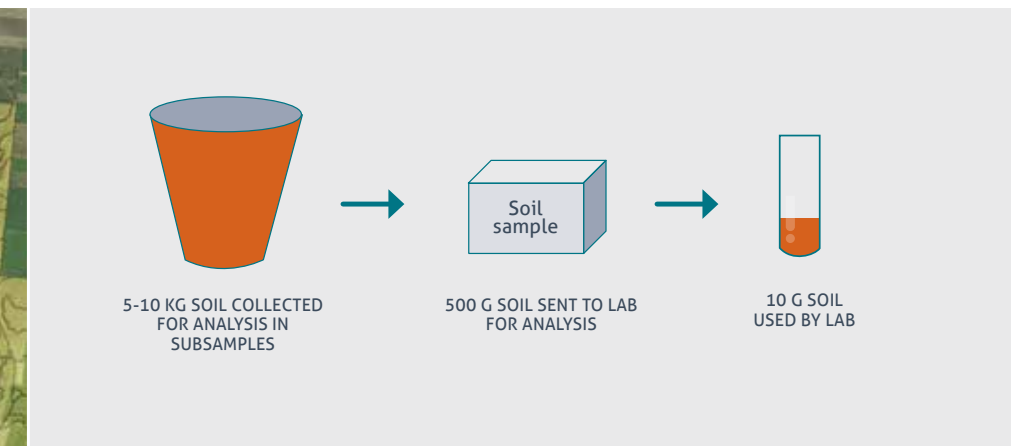 5-10 KG SOIL COLLECTED
FOR ANALYSIS IN
SUBSAMPLES
Soil
sample
500 G SOIL SENT TO LAB
FOR ANALYSIS
10 G SOIL
USED BY LAB